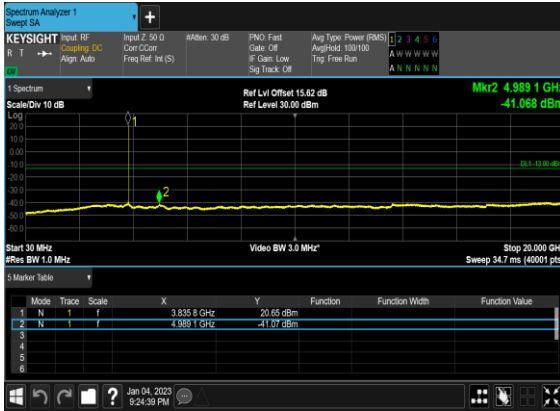 Spectrum Analyzer 1
Swept SA
+
KEYSIGHT
R T
Input: RF
Coupling: DC
Align: Auto
Input Z: 50 Ω
Corr CCorr
Freq Ref: Int (S)
#Atten: 30 dB
PNO: Fast
Gate: Off
IF Gain: Low
Sig Track: Off
Avg Type: Power (RMS)
Avg|Hold: 100/100
Trig: Free Run
1 2 3 4 5 6
A W W W W W
A N N N N N
1 Spectrum
Scale/Div 10 dB
Ref Lvl Offset 15.62 dB
Ref Level 30.00 dBm
Mkr2 4.989 1 GHz
-41.068 dBm
Log
20.0
10.0
0.00
-10.0
-20.0
-30.0
-40.0
-50.0
-60.0
1
2
DL1 -13.00 dBm
Start 30 MHz
#Res BW 1.0 MHz
Video BW 3.0 MHz*
Stop 20.000 GHz
Sweep 34.7 ms (40001 pts)
5 Marker Table
Mode Trace Scale X Y Function Function Width Function Value
1 N 1 f 3.835 8 GHz 20.65 dBm
2 N 1 f 4.989 1 GHz -41.07 dBm
3
4
5
6
?
Jan 04, 2023
9:24:39 PM